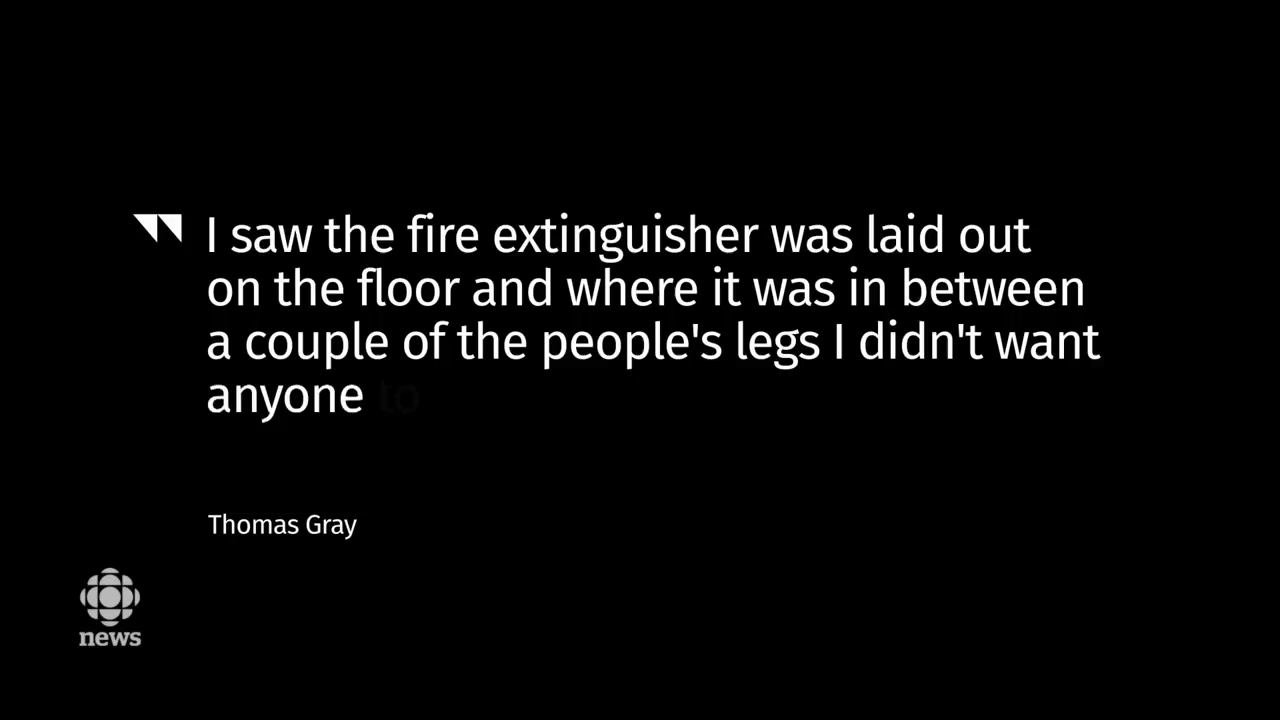 I saw the fire extinguisher was laid out
on the floor and where it was in between
a couple of the people's legs I didn't want
anyone to
Thomas Gray
news